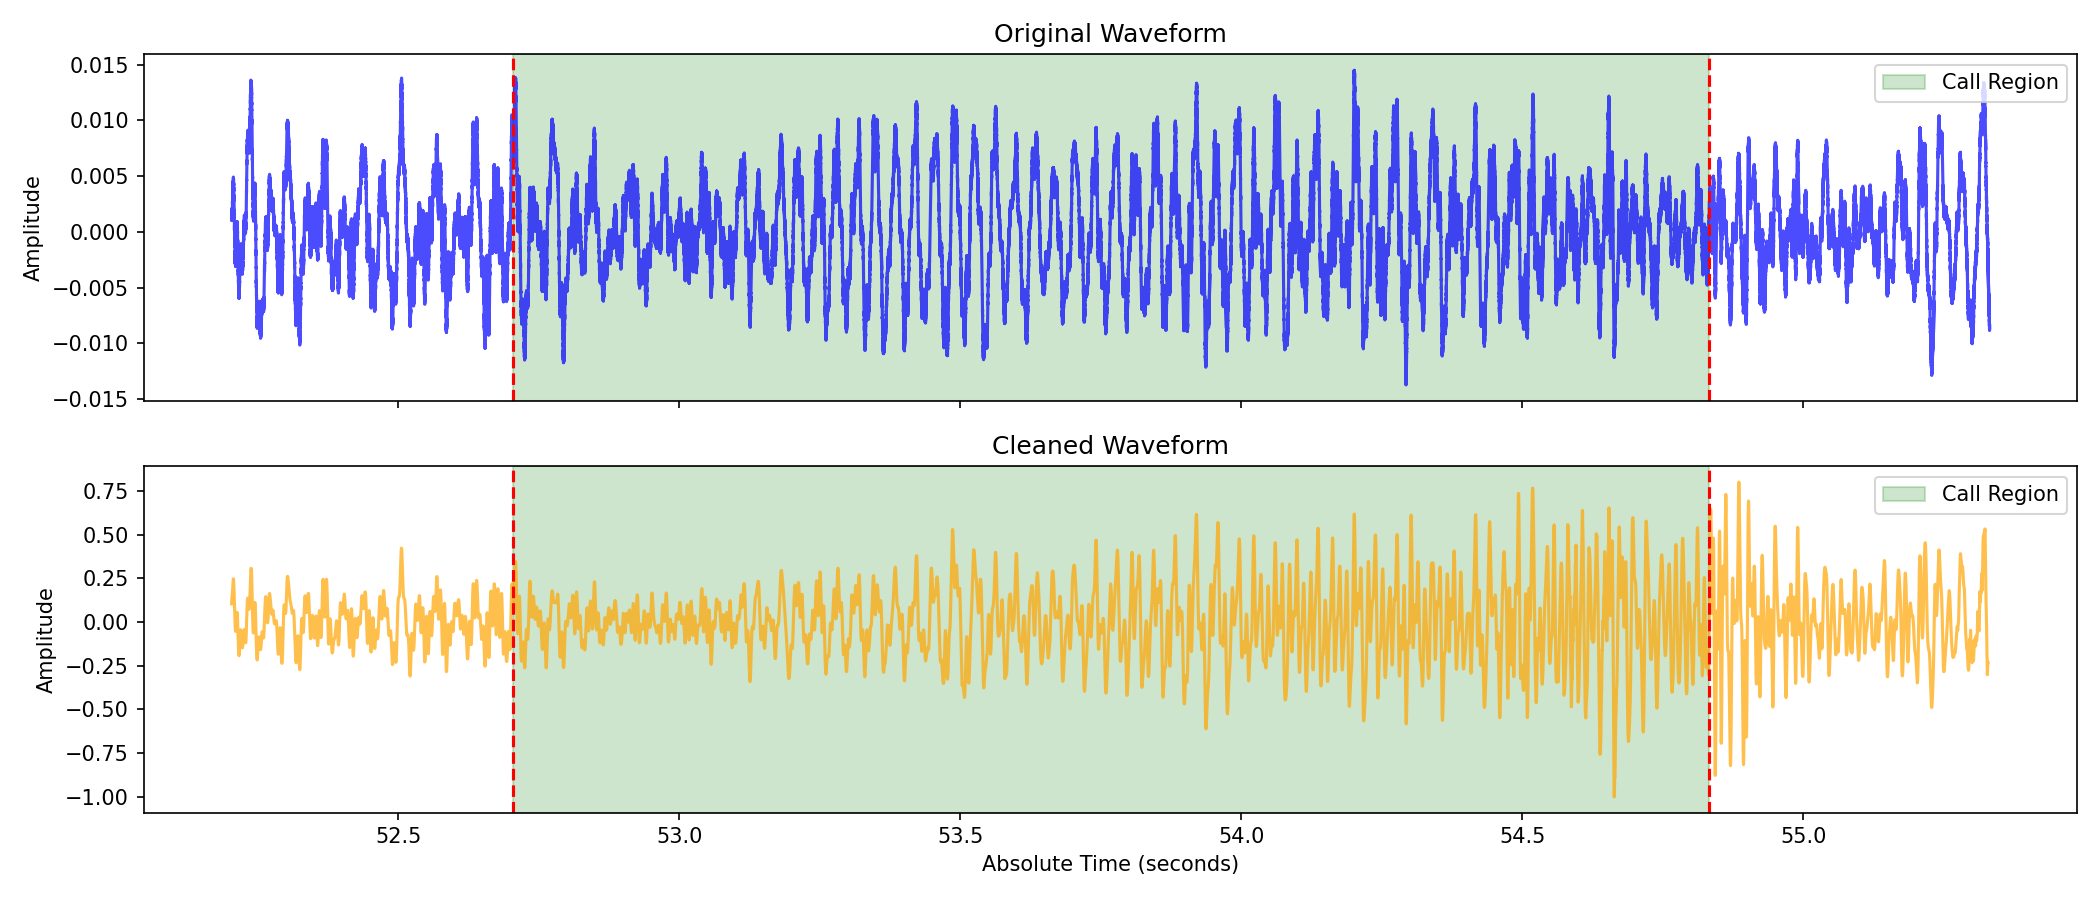 Original Waveform
0.015
0.010
0.005
0.000
−0.005
−0.010
−0.015
Amplitude
Call Region
Cleaned Waveform
0.75
0.50
0.25
0.00
−0.25
−0.50
−0.75
−1.00
Amplitude
Call Region
52.5 53.0 53.5 54.0 54.5 55.0
Absolute Time (seconds)